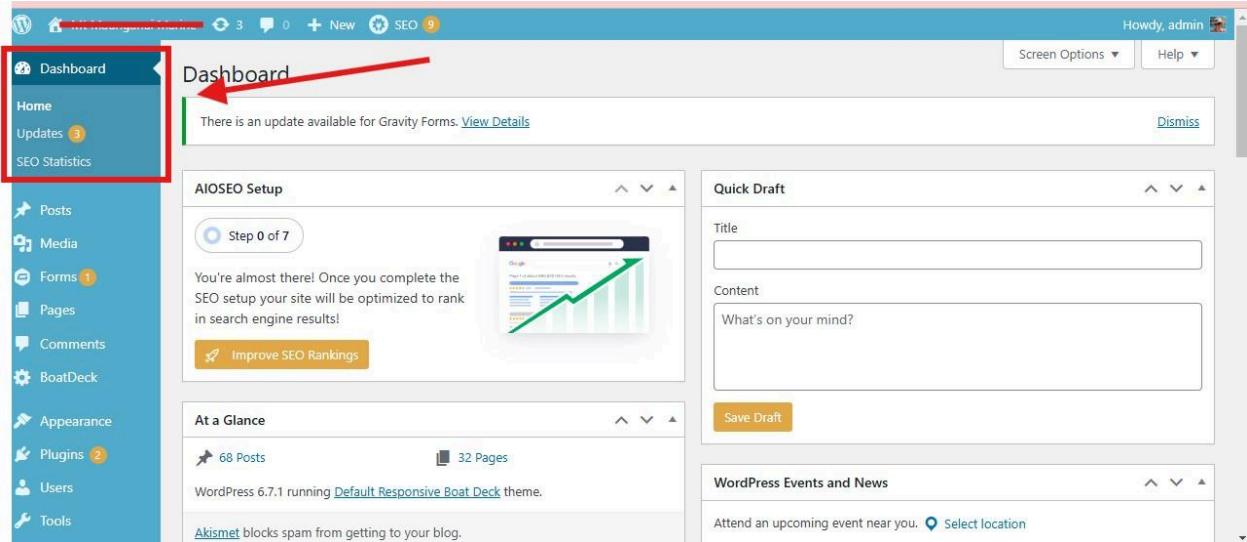 3 0 + New SEO 9
Howdy, admin
Dashboard
Home
Updates 3
SEO Statistics
Posts
Media
Forms 1
Pages
Comments
BoatDeck
Appearance
Plugins 2
Users
Tools
Screen Options ▼ Help ▼
Dashboard
There is an update available for Gravity Forms. View Details
Dismiss
AIOSEO Setup
Step 0 of 7
You're almost there! Once you complete the
SEO setup your site will be optimized to rank
in search engine results!
Improve SEO Rankings
Google
At a Glance
68 Posts 32 Pages
WordPress 6.7.1 running Default Responsive Boat Deck theme.
Akismet blocks spam from getting to your blog.
Quick Draft
Title
Content
What's on your mind?
Save Draft
WordPress Events and News
Attend an upcoming event near you. Select location